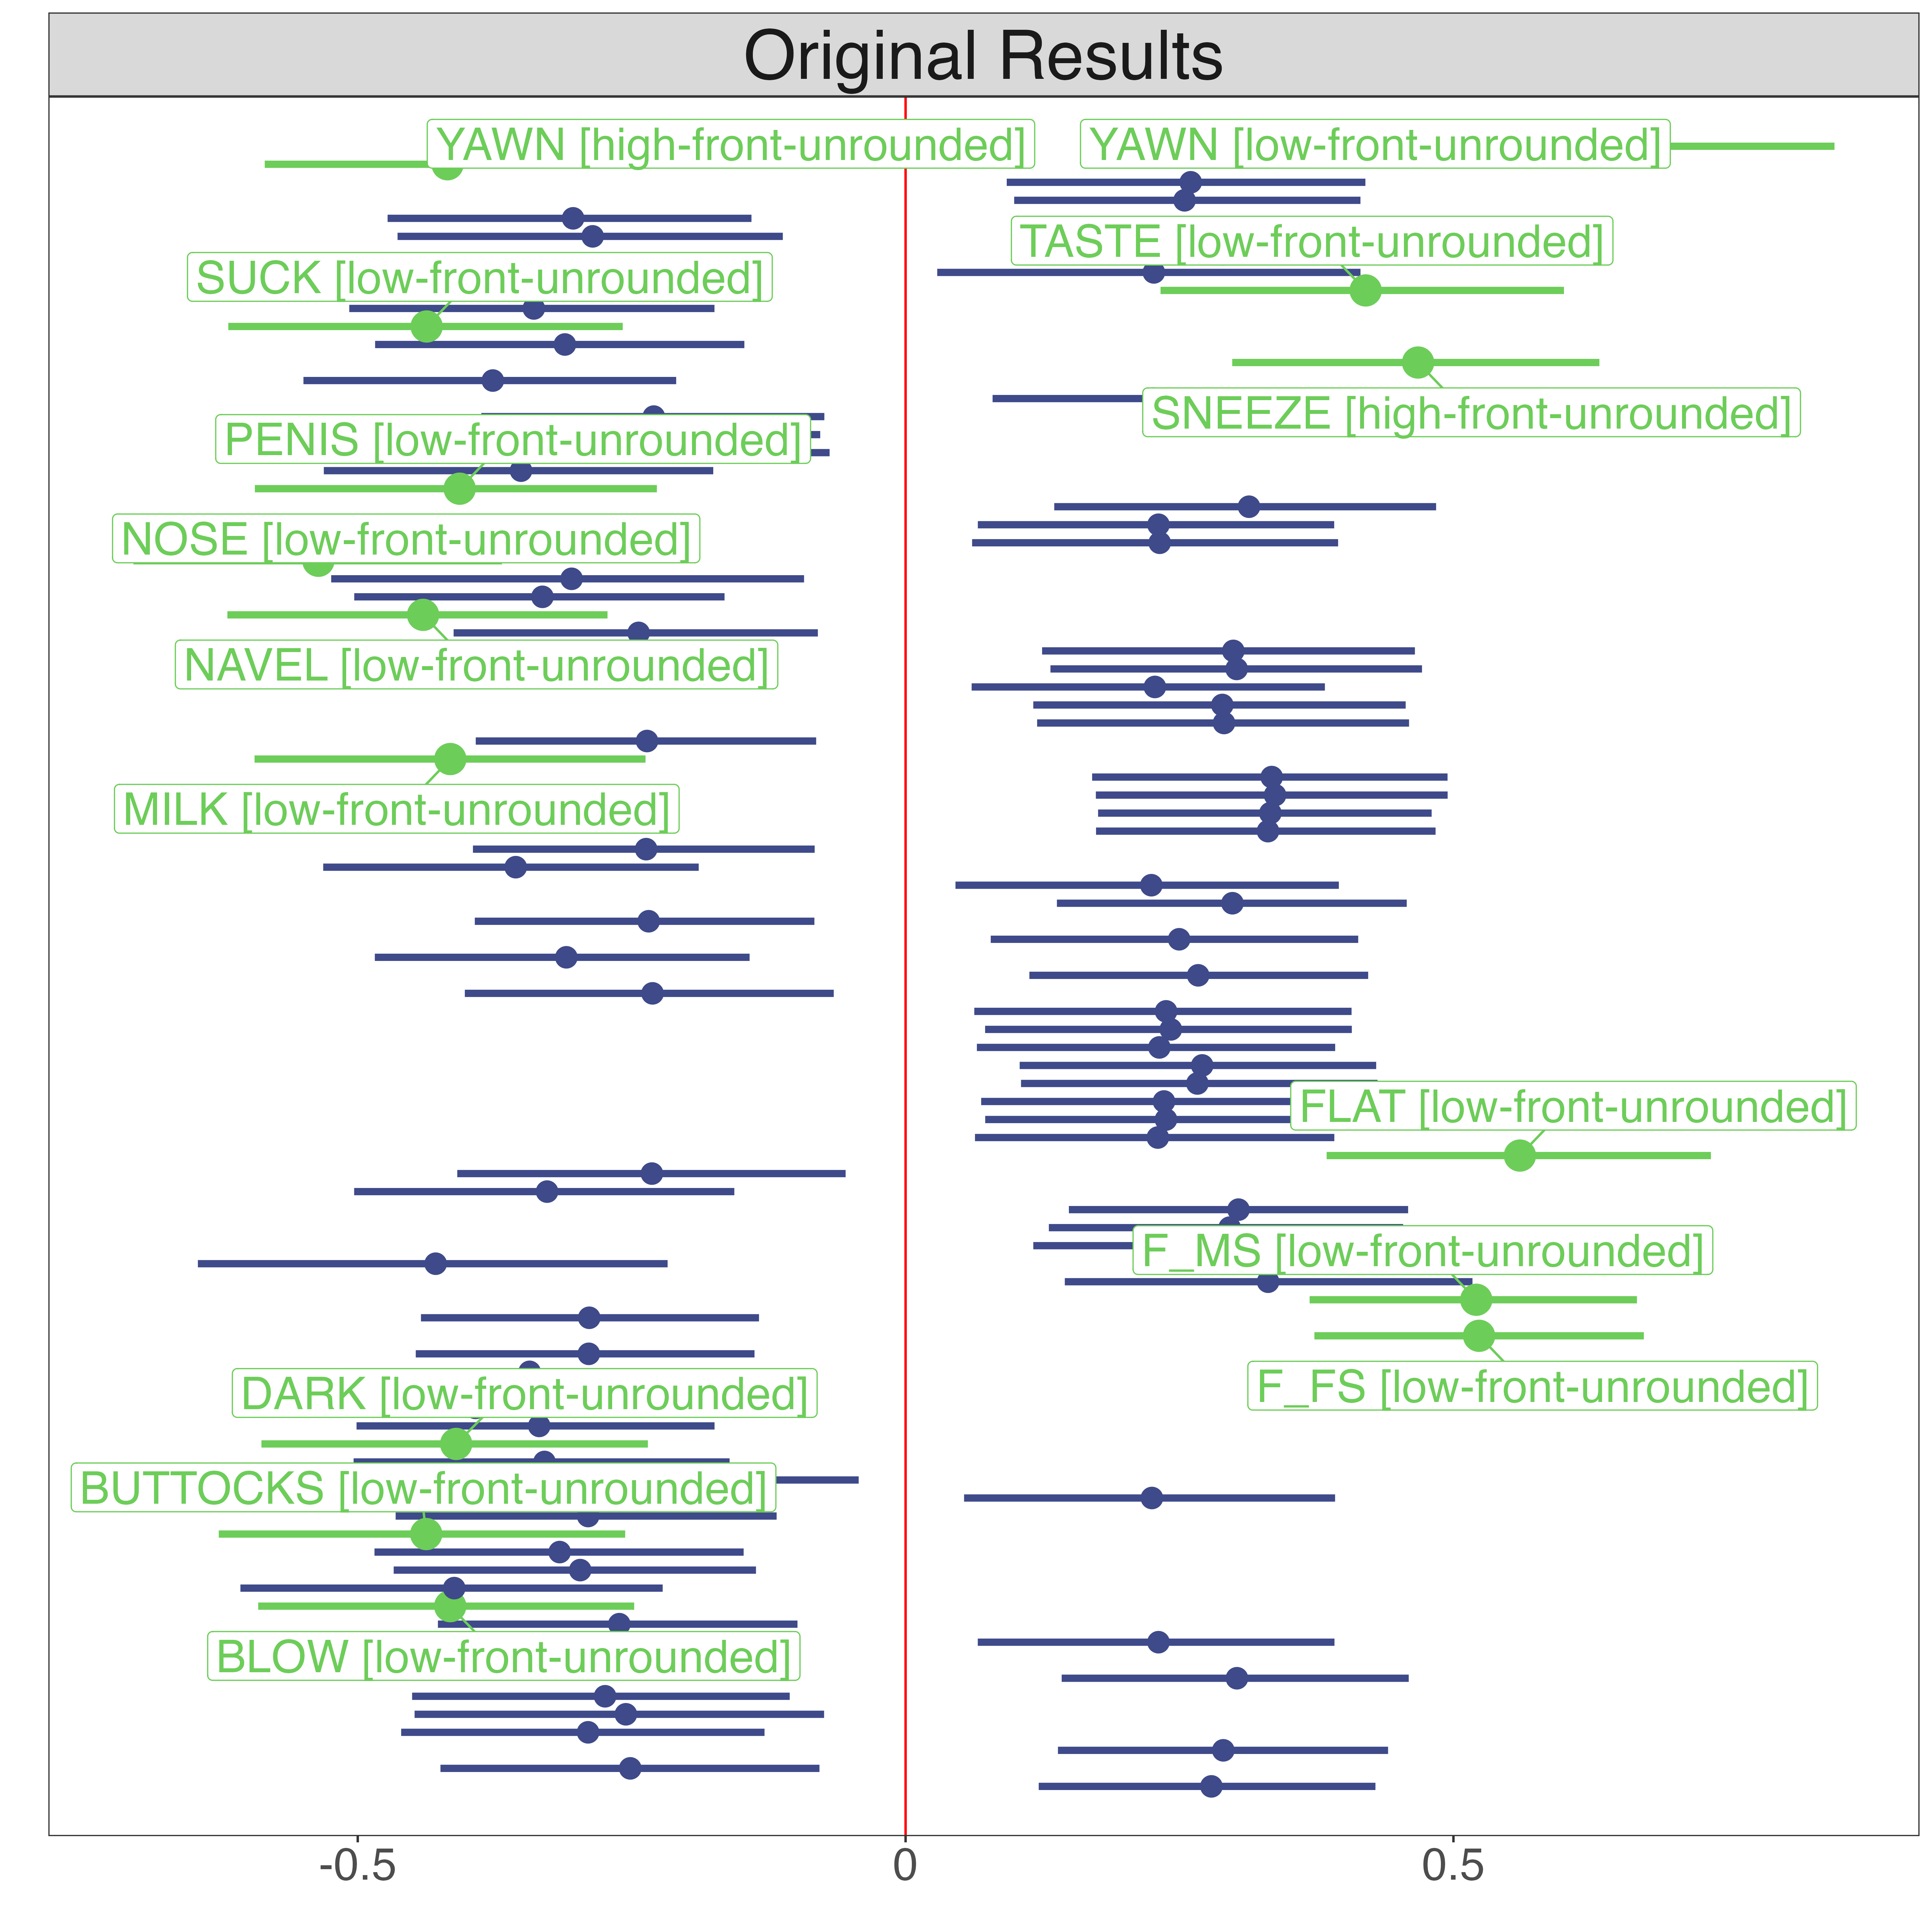 Original Results
YAWN [high-front-unrounded]
YAWN [low-front-unrounded]
TASTE [low-front-unrounded]
SUCK [low-front-unrounded]
SNEEZE [high-front-unrounded]
PENIS [low-front-unrounded]
NOSE [low-front-unrounded]
NAVEL [low-front-unrounded]
MILK [low-front-unrounded]
FLAT [low-front-unrounded]
F_MS [low-front-unrounded]
F_FS [low-front-unrounded]
DARK [low-front-unrounded]
BUTTOCKS [low-front-unrounded]
BLOW [low-front-unrounded]
-0.5 0 0.5